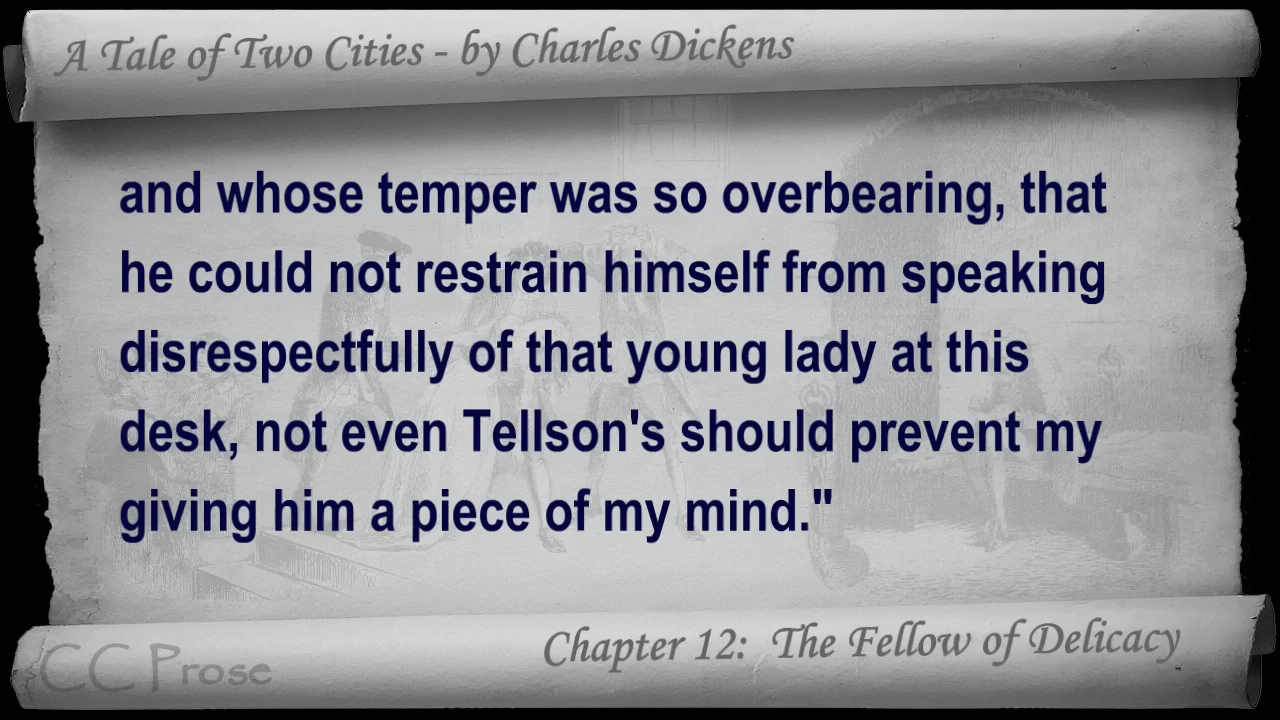 A Tale of Two Cities - by Charles Dickens
and whose temper was so overbearing, that
he could not restrain himself from speaking
disrespectfully of that young lady at this
desk, not even Tellson's should prevent my
giving him a piece of my mind."
Chapter 12: The Fellow of Delicacy
CC Prose